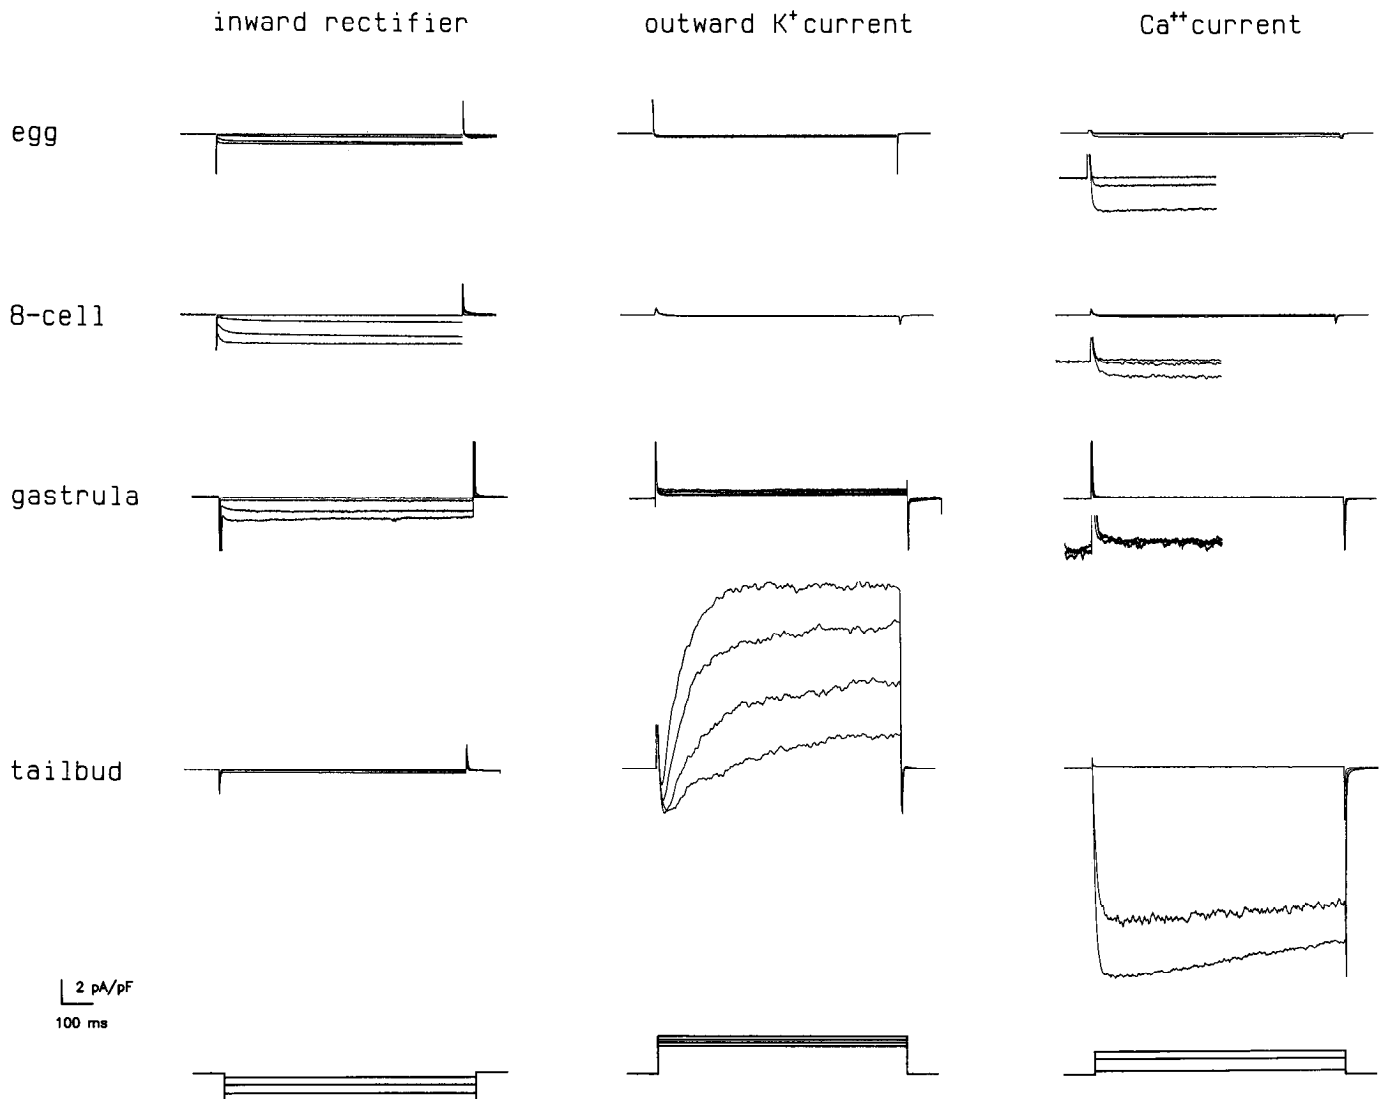 inward rectifier
outward K⁺ current
Ca⁺⁺ current
egg
8-cell
gastrula
tailbud
2 pA/pF
100 ms